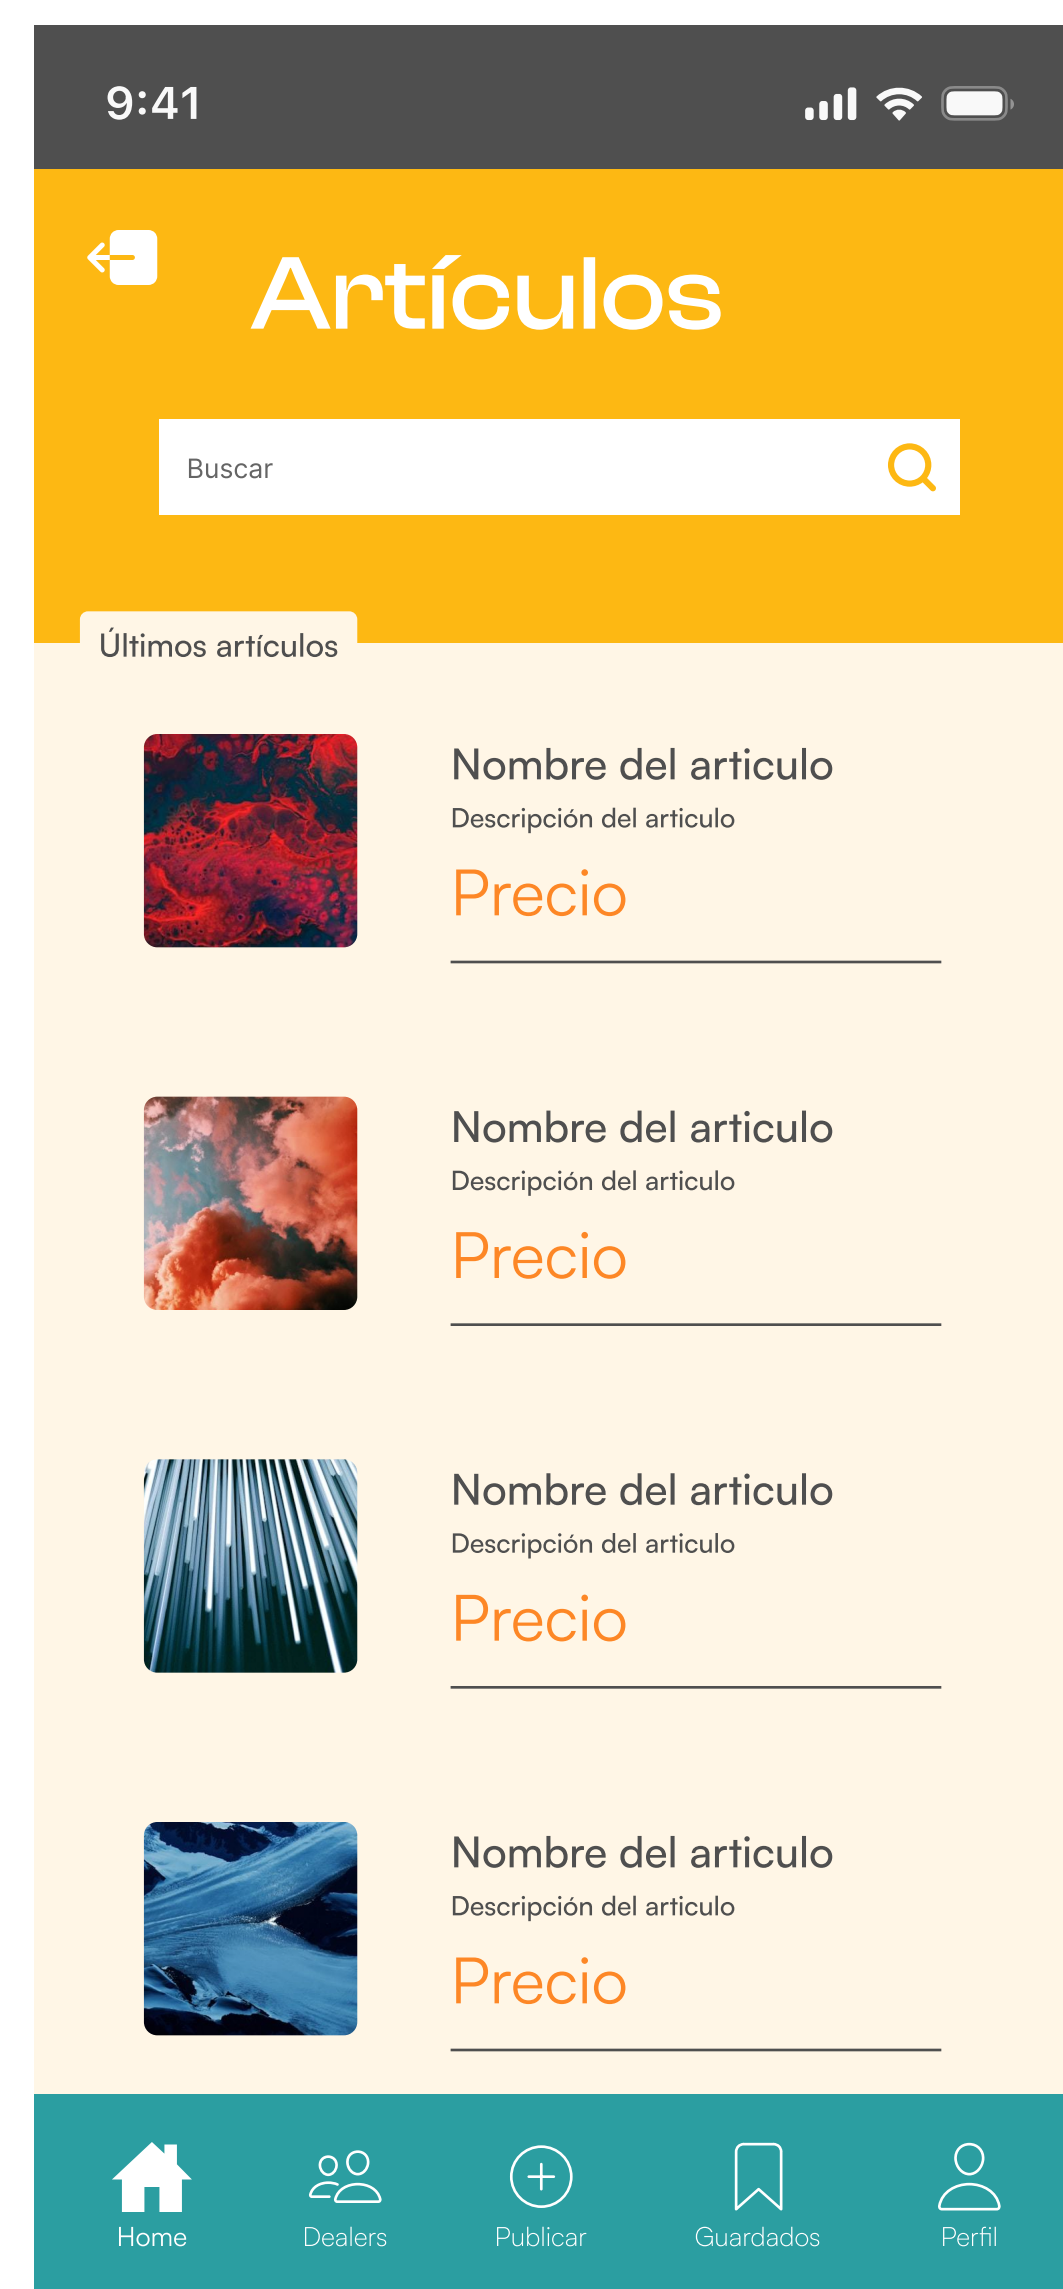 9:41
Artículos
Buscar
Últimos artículos
Nombre del articulo
Descripción del articulo
Precio
Nombre del articulo
Descripción del articulo
Precio
Nombre del articulo
Descripción del articulo
Precio
Nombre del articulo
Descripción del articulo
Precio
Home Dealers Publicar Guardados Perfil